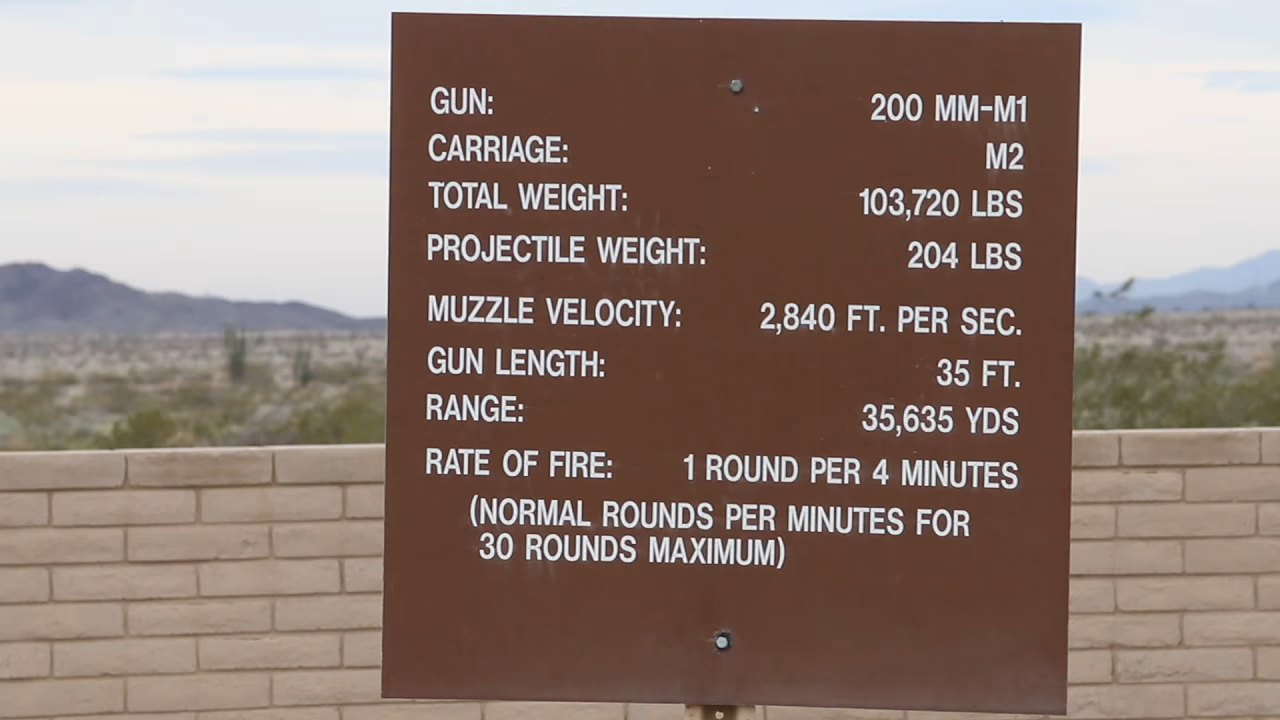 GUN: 200 MM-M1
CARRIAGE: M2
TOTAL WEIGHT: 103,720 LBS
PROJECTILE WEIGHT: 204 LBS
MUZZLE VELOCITY: 2,840 FT. PER SEC.
GUN LENGTH: 35 FT.
RANGE: 35,635 YDS
RATE OF FIRE: 1 ROUND PER 4 MINUTES
(NORMAL ROUNDS PER MINUTES FOR
30 ROUNDS MAXIMUM)